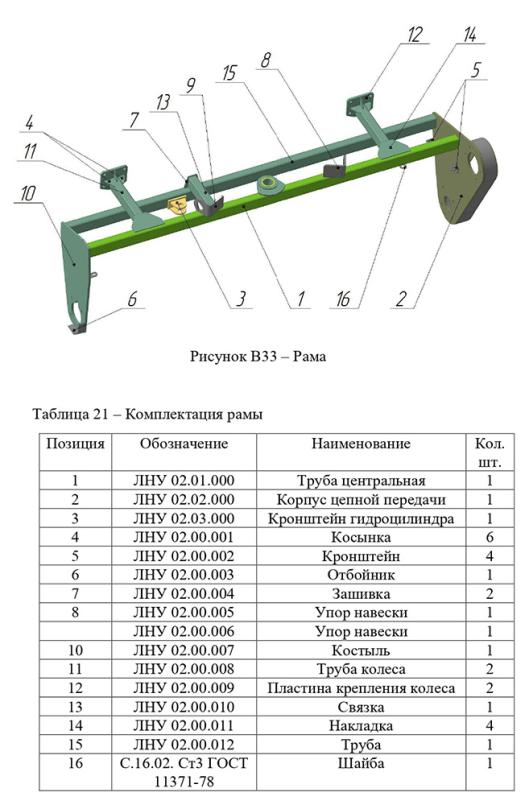 12
14
8
9
15
5
13
7
4
11
10
6
3
1
16
2
Рисунок В33 – Рама
Таблица 21 – Комплектация рамы
Позиция Обозначение Наименование Кол. шт.
1 ЛНУ 02.01.000 Труба центральная 1
2 ЛНУ 02.02.000 Корпус цепной передачи 1
3 ЛНУ 02.03.000 Кронштейн гидроцилиндра 1
4 ЛНУ 02.00.001 Косынка 6
5 ЛНУ 02.00.002 Кронштейн 4
6 ЛНУ 02.00.003 Отбойник 1
7 ЛНУ 02.00.004 Зашивка 2
8 ЛНУ 02.00.005 Упор навески 1
ЛНУ 02.00.006 Упор навески 1
10 ЛНУ 02.00.007 Костыль 1
11 ЛНУ 02.00.008 Труба колеса 2
12 ЛНУ 02.00.009 Пластина крепления колеса 2
13 ЛНУ 02.00.010 Связка 1
14 ЛНУ 02.00.011 Накладка 4
15 ЛНУ 02.00.012 Труба 1
16 С.16.02. Ст3 ГОСТ Шайба 1
11371-78